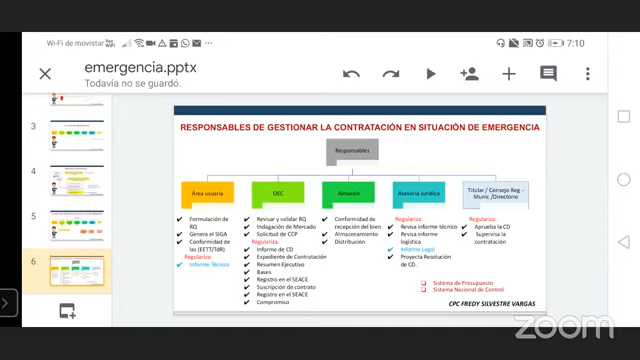 Wi-Fi de movistar
7:10
emergencia.pptx
Todavía no se guardó.
3
4
5
6
RESPONSABLES DE GESTIONAR LA CONTRATACIÓN EN SITUACIÓN DE EMERGENCIA
Responsables
Área usuaria
OEC
Almacén
Asesoría Jurídica
Titular / Consejo Reg -
Munic /Directorio
Formulación de
RQ
Genera el SIGA
Conformidad de
las (EETT/TdR)
Regulariza:
Informe Técnico
Revisar y validar RQ
Indagación de Mercado
Solicitud de CCP
Regulariza:
Informe de CD
Expediente de Contratación
Resumen Ejecutivo
Bases
Registro en el SEACE
Suscripción de contrato
Registro en el SEACE
Compromiso
Conformidad de
recepción del bien
Almacenamiento
Distribución
Regulariza:
Revisa informe técnico
Revisa informe
logística
Informe Legal
Proyecta Resolución
de CD.
Regulariza:
Aprueba la CD
Supervisa la
contratación
Sistema de Presupuesto
Sistema Nacional de Control
CPC FREDY SILVESTRE VARGAS
zoom